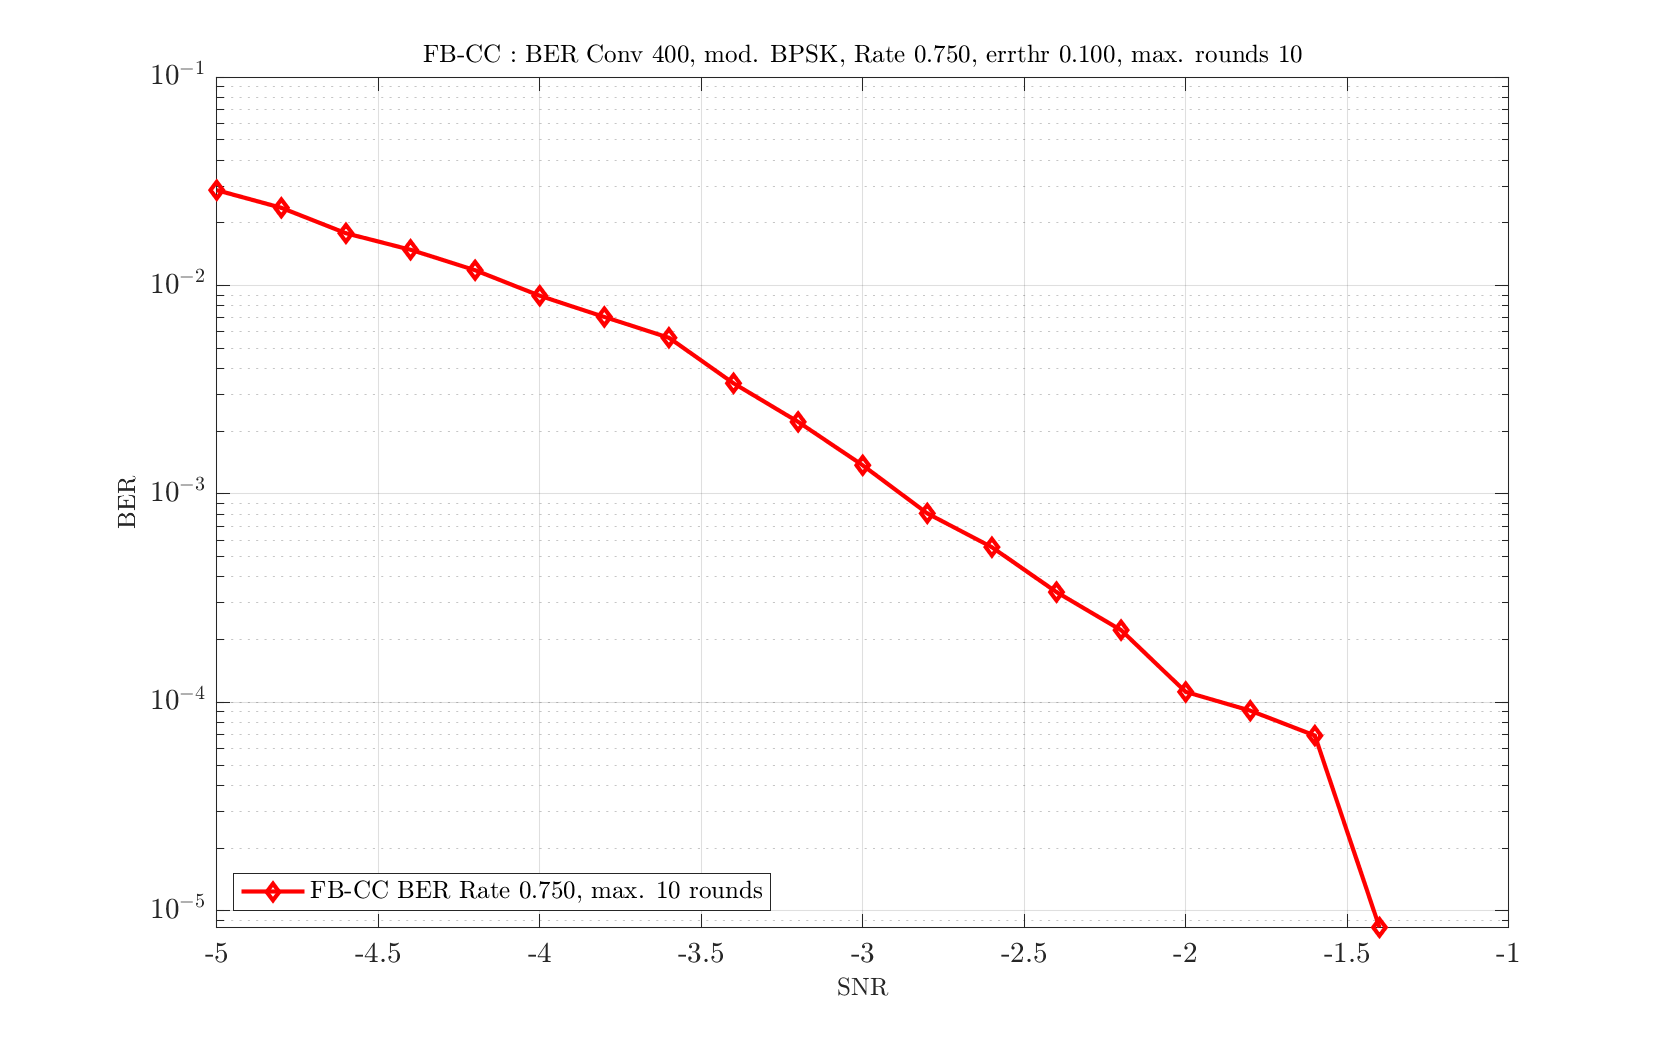 FB-CC : BER Conv 400, mod. BPSK, Rate 0.750, errthr 0.100, max. rounds 10
10^{-1}
10^{-2}
10^{-3}
10^{-4}
10^{-5}
BER
FB-CC BER Rate 0.750, max. 10 rounds
-5 -4.5 -4 -3.5 -3 -2.5 -2 -1.5 -1
SNR